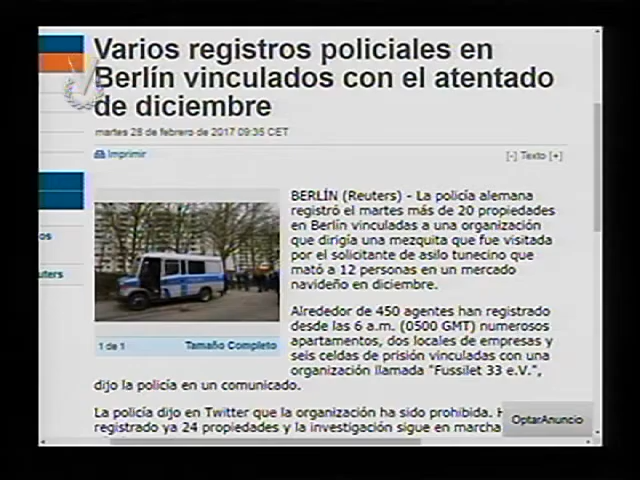 Varios registros policiales en
Berlín vinculados con el atentado
de diciembre
martes 28 de febrero de 2017 09:35 CET
Imprimir
[-] Texto [+]
BERLÍN (Reuters) - La policía alemana
registró el martes más de 20 propiedades
en Berlín vinculadas a una organización
que dirigía una mezquita que fue visitada
por el solicitante de asilo tunecino que
mató a 12 personas en un mercado
navideño en diciembre.
Alrededor de 450 agentes han registrado
desde las 6 a.m. (0500 GMT) numerosos
apartamentos, dos locales de empresas y
seis celdas de prisión vinculadas con una
organización llamada "Fussilet 33 e.V.",
dijo la policía en un comunicado.
1 de 1
Tamaño Completo
os
uters
La policía dijo en Twitter que la organización ha sido prohibida. H
registrado ya 24 propiedades y la investigación sigue en marcha
OptarAnuncio